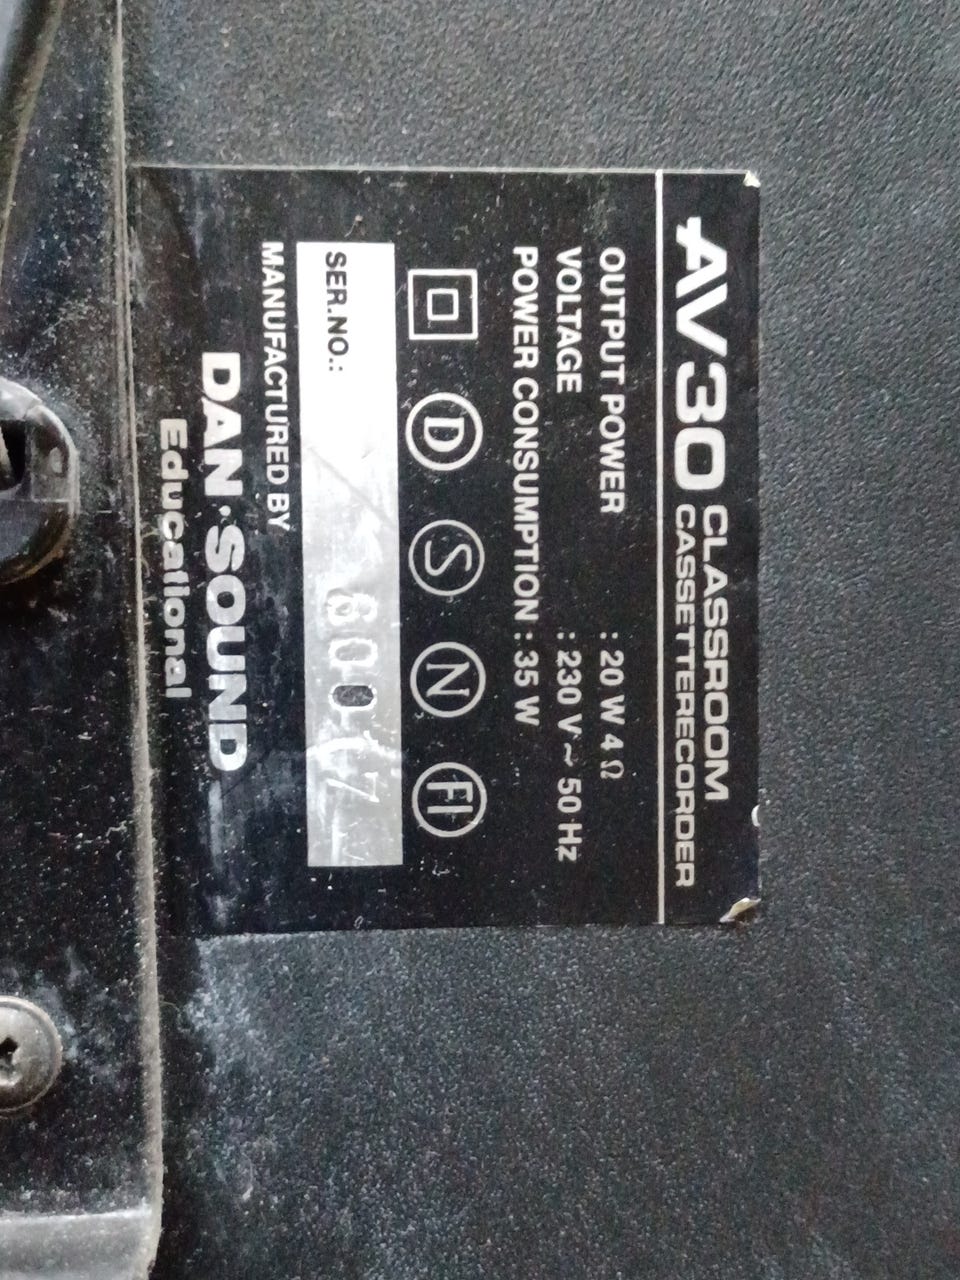 AV30 CLASSROOM CASSETTERECORDER
OUTPUT POWER : 20 W 4 Ω
VOLTAGE : 230 V ~ 50 Hz
POWER CONSUMPTION : 35 W
D S N FI
SER.NO.:
MANUFACTURED BY
DAN·SOUND
Educational